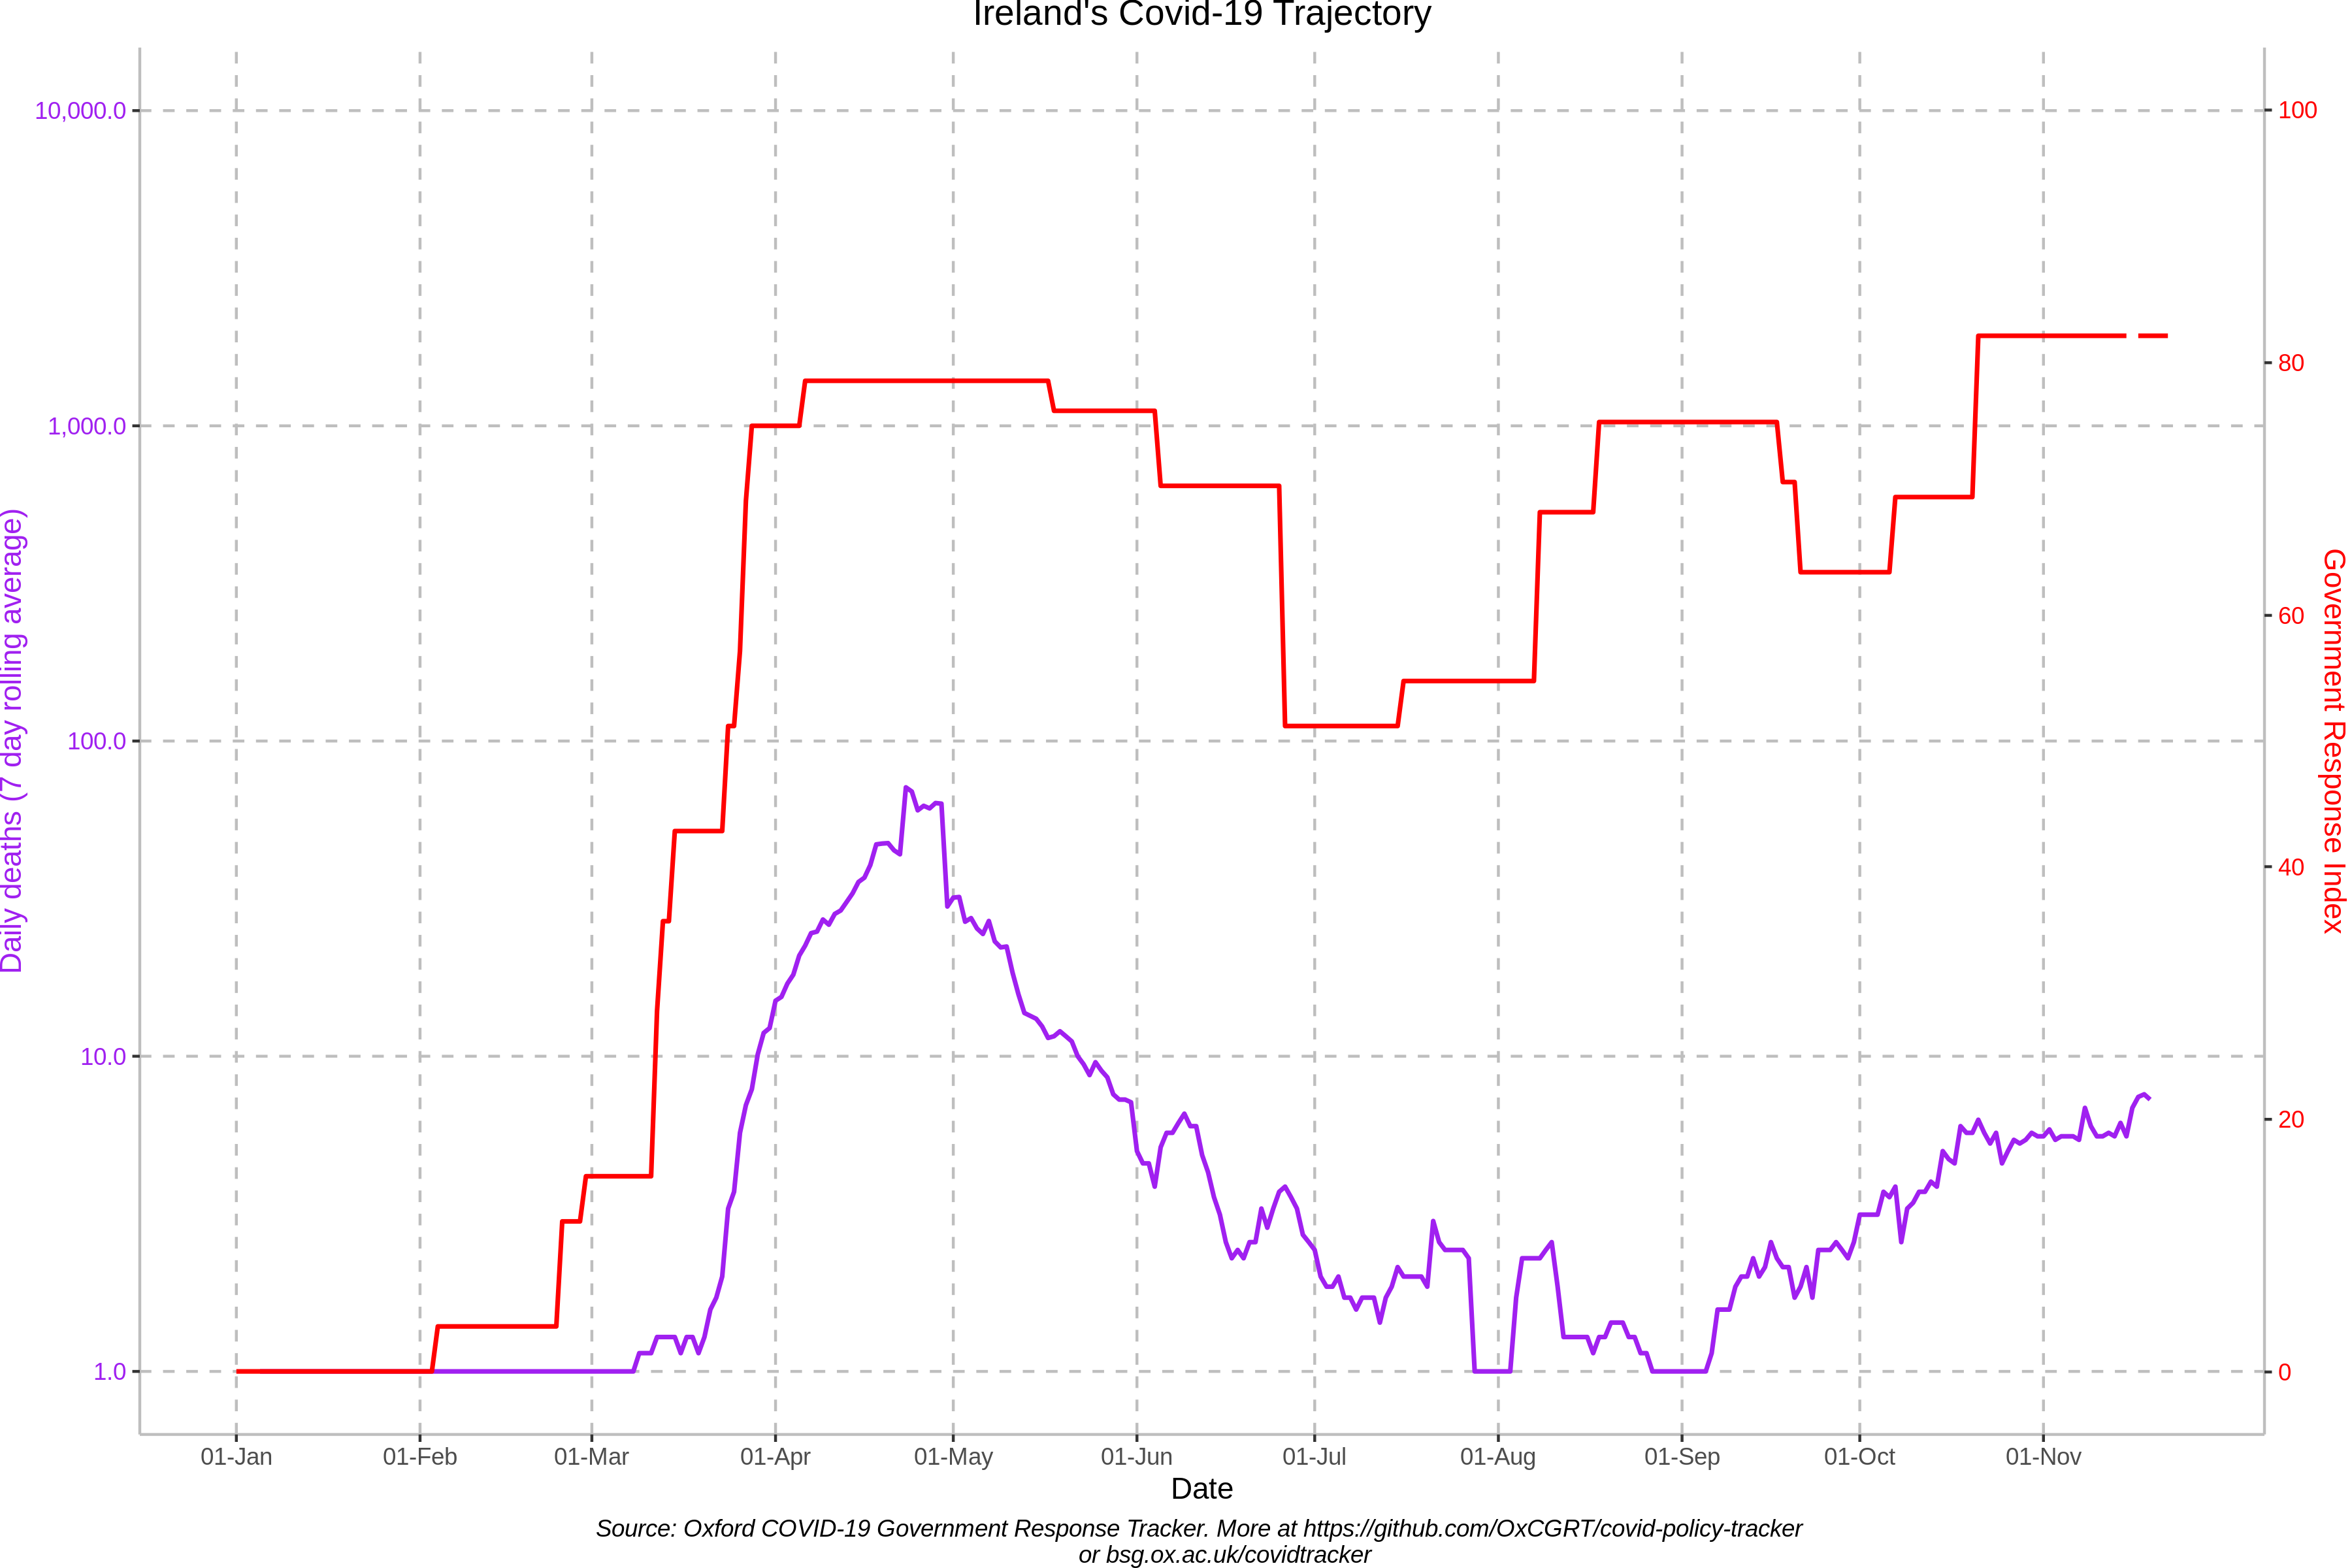 Ireland's Covid-19 Trajectory
10,000.0
1,000.0
100.0
10.0
1.0
Daily deaths (7 day rolling average)
100
80
60
40
20
0
Government Response Index
01-Jan 01-Feb 01-Mar 01-Apr 01-May 01-Jun 01-Jul 01-Aug 01-Sep 01-Oct 01-Nov
Date
Source: Oxford COVID-19 Government Response Tracker. More at https://github.com/OxCGRT/covid-policy-tracker
or bsg.ox.ac.uk/covidtracker